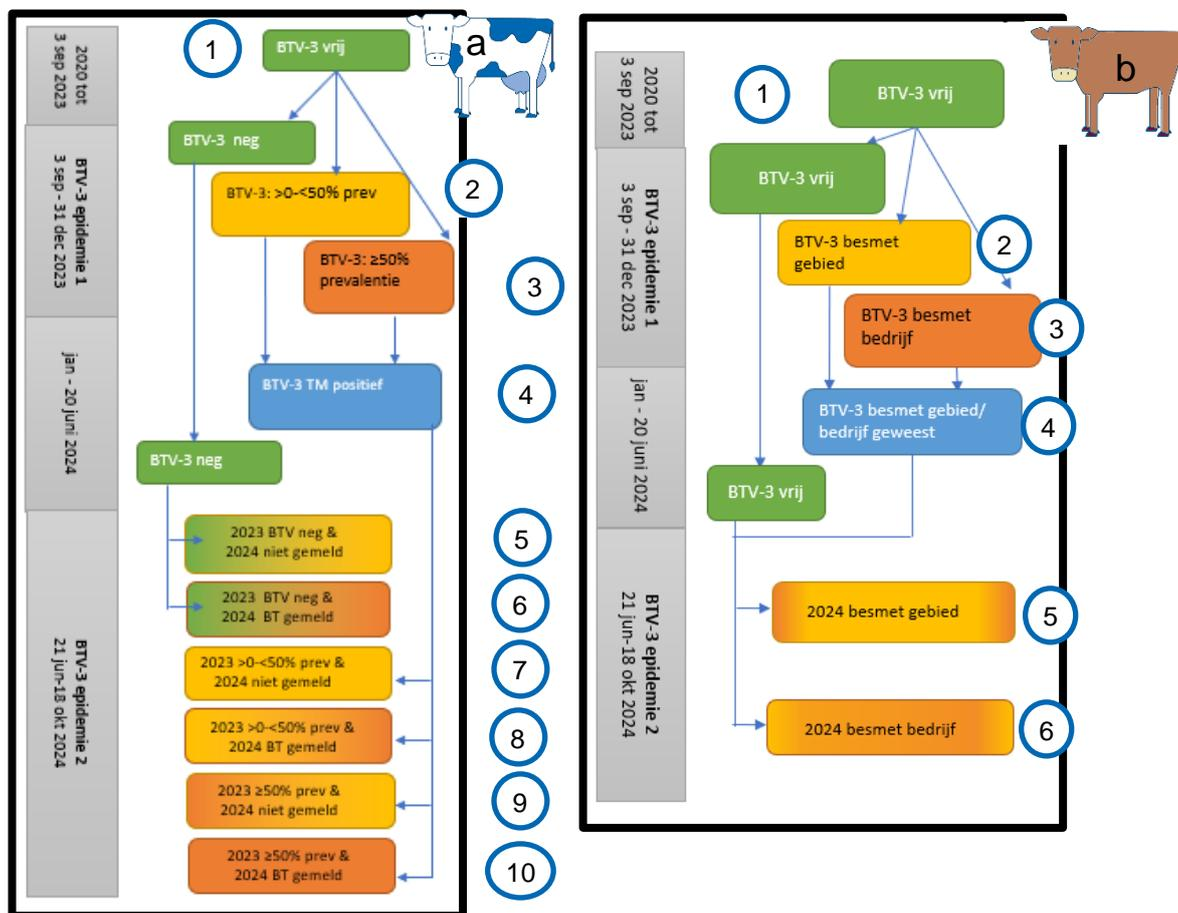 a
1
BTV-3 vrij
2020 tot
3 sep 2023
BTV-3 neg
BTV-3: >0-<50% prev
2
BTV-3 epidemie 1
3 sep - 31 dec 2023
BTV-3: ≥50%
prevalentie
3
jan - 20 juni 2024
BTV-3 TM positief
4
BTV-3 neg
BTV-3 epidemie 2
21 jun-18 okt 2024
2023 BTV neg &
2024 niet gemeld
5
2023 BTV neg &
2024 BT gemeld
6
2023 >0-<50% prev &
2024 niet gemeld
7
2023 >0-<50% prev &
2024 BT gemeld
8
2023 ≥50% prev &
2024 niet gemeld
9
2023 ≥50% prev &
2024 BT gemeld
10
b
1
BTV-3 vrij
2020 tot
3 sep 2023
BTV-3 vrij
BTV-3 epidemie 1
3 sep - 31 dec 2023
BTV-3 besmet
gebied
2
BTV-3 besmet
bedrijf
3
jan - 20 juni 2024
BTV-3 besmet gebied/
bedrijf geweest
4
BTV-3 vrij
BTV-3 epidemie 2
21 jun-18 okt 2024
2024 besmet gebied
5
2024 besmet bedrijf
6